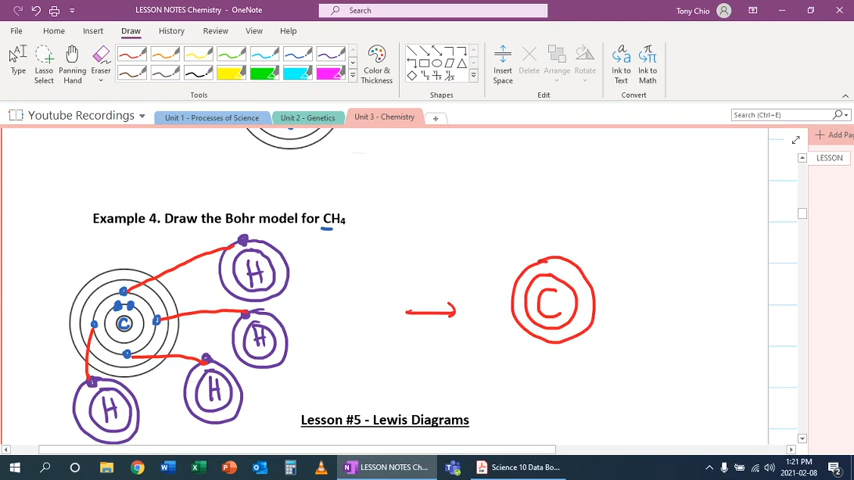 LESSON NOTES Chemistry - OneNote
Search
Tony Chio
File
Home
Insert
Draw
History
Review
View
Help
Type
Lasso Select
Panning Hand
Eraser
Color & Thickness
Insert Space
Delete
Arrange
Rotate
Ink to Text
Ink to Math
Tools
Shapes
Edit
Convert
Youtube Recordings
Unit 1 - Processes of Science
Unit 2 - Genetics
Unit 3 - Chemistry
Search (Ctrl+E)
Add Pag
LESSON
Example 4. Draw the Bohr model for CH₄
H
C
C
H
H
H
Lesson #5 - Lewis Diagrams
LESSON NOTES Ch...
Science 10 Data Bo...
1:21 PM
2021-02-08
2